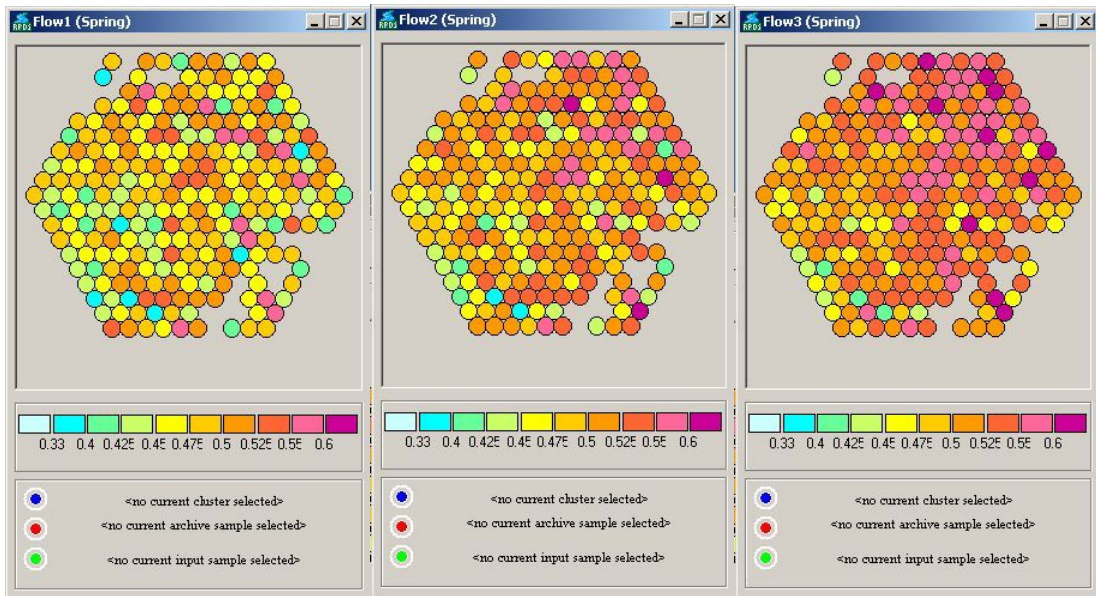 RPDS Flow1 (Spring)
RPDS Flow2 (Spring)
RPDS Flow3 (Spring)
0.33 0.4 0.425 0.45 0.475 0.5 0.525 0.55 0.6
0.33 0.4 0.425 0.45 0.475 0.5 0.525 0.55 0.6
0.33 0.4 0.425 0.45 0.475 0.5 0.525 0.55 0.6
<no current cluster selected>
<no current archive sample selected>
<no current input sample selected>
<no current cluster selected>
<no current archive sample selected>
<no current input sample selected>
<no current cluster selected>
<no current archive sample selected>
<no current input sample selected>